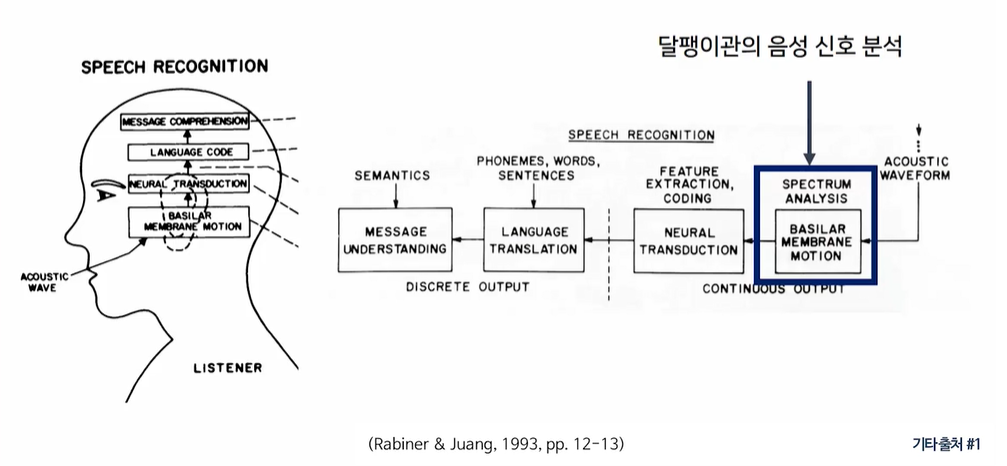 달팽이관의 음성 신호 분석
SPEECH RECOGNITION
MESSAGE COMPREHENSION
LANGUAGE CODE
NEURAL TRANSDUCTION
BASILAR
MEMBRANE MOTION
ACOUSTIC
WAVE
LISTENER
SPEECH RECOGNITION
SEMANTICS
MESSAGE
UNDERSTANDING
PHONEMES, WORDS,
SENTENCES
LANGUAGE
TRANSLATION
DISCRETE OUTPUT
FEATURE
EXTRACTION,
CODING
NEURAL
TRANSDUCTION
SPECTRUM
ANALYSIS
BASILAR
MEMBRANE
MOTION
CONTINUOUS OUTPUT
ACOUSTIC
WAVEFORM
(Rabiner & Juang, 1993, pp. 12-13)
기타출처 #1